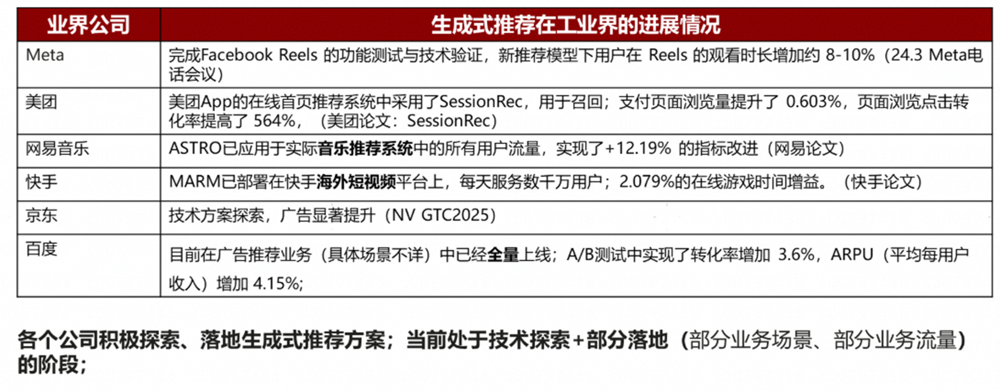 业界公司
生成式推荐在工业界的进展情况
Meta
完成Facebook Reels 的功能测试与技术验证，新推荐模型下用户在 Reels 的观看时长增加约 8-10%（24.3 Meta电
话会议）
美团
美团App的在线首页推荐系统中采用了SessionRec，用于召回；支付页面浏览量提升了 0.603%，页面浏览点击转
化率提高了 564%，（美团论文：SessionRec）
网易音乐
ASTRO已应用于实际音乐推荐系统中的所有用户流量，实现了+12.19% 的指标改进（网易论文）
快手
MARM已部署在快手海外短视频平台上，每天服务数千万用户；2.079%的在线游戏时间增益。（快手论文）
京东
技术方案探索，广告显著提升（NV GTC2025）
百度
目前在广告推荐业务（具体场景不详）中已经全量上线；A/B测试中实现了转化率增加 3.6%，ARPU（平均每用户
收入）增加 4.15%;
各个公司积极探索、落地生成式推荐方案；当前处于技术探索+部分落地（部分业务场景、部分业务流量）
的阶段；